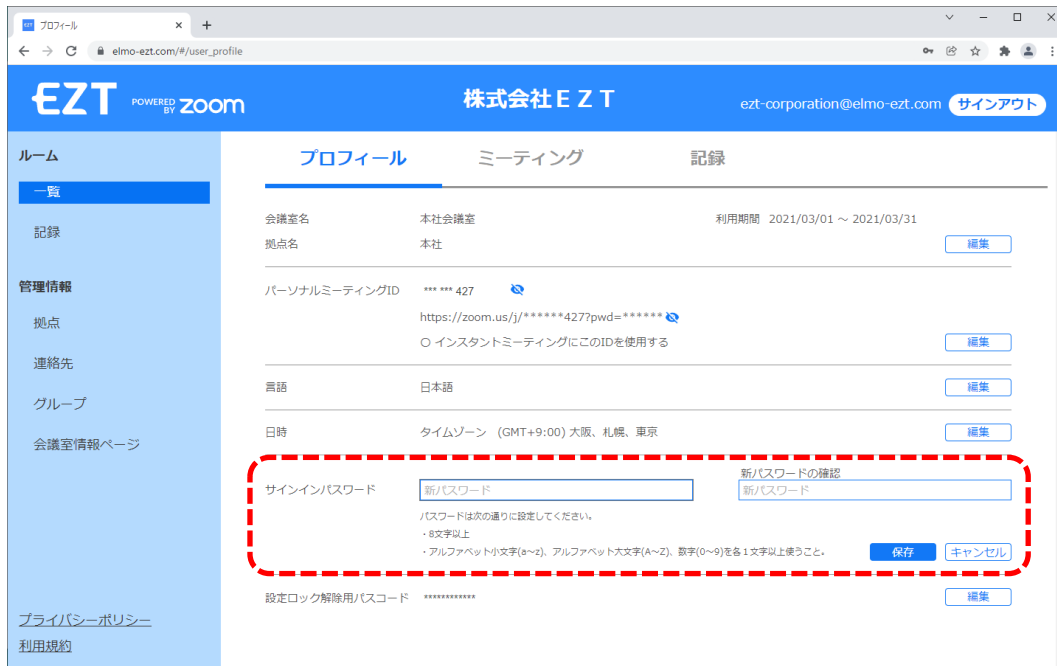 EZT プロフィール
elmo-ezt.com/#/user_profile
EZT POWERED BY zoom
株式会社ＥＺＴ
ezt-corporation@elmo-ezt.com サインアウト
ルーム
一覧
記録
管理情報
拠点
連絡先
グループ
会議室情報ページ
プライバシーポリシー
利用規約
プロフィール ミーティング 記録
会議室名 本社会議室 利用期間 2021/03/01 ～ 2021/03/31
拠点名 本社 編集
パーソナルミーティングID *** *** 427
https://zoom.us/j/******427?pwd=******
〇 インスタントミーティングにこのIDを使用する 編集
言語 日本語 編集
日時 タイムゾーン (GMT+9:00) 大阪、札幌、東京 編集
新パスワードの確認
サインインパスワード 新パスワード 新パスワード
パスワードは次の通りに設定してください。
・8文字以上
・アルファベット小文字(a～z)、アルファベット大文字(A～Z)、数字(0～9)を各１文字以上使うこと。 保存 キャンセル
設定ロック解除用パスコード ************ 編集